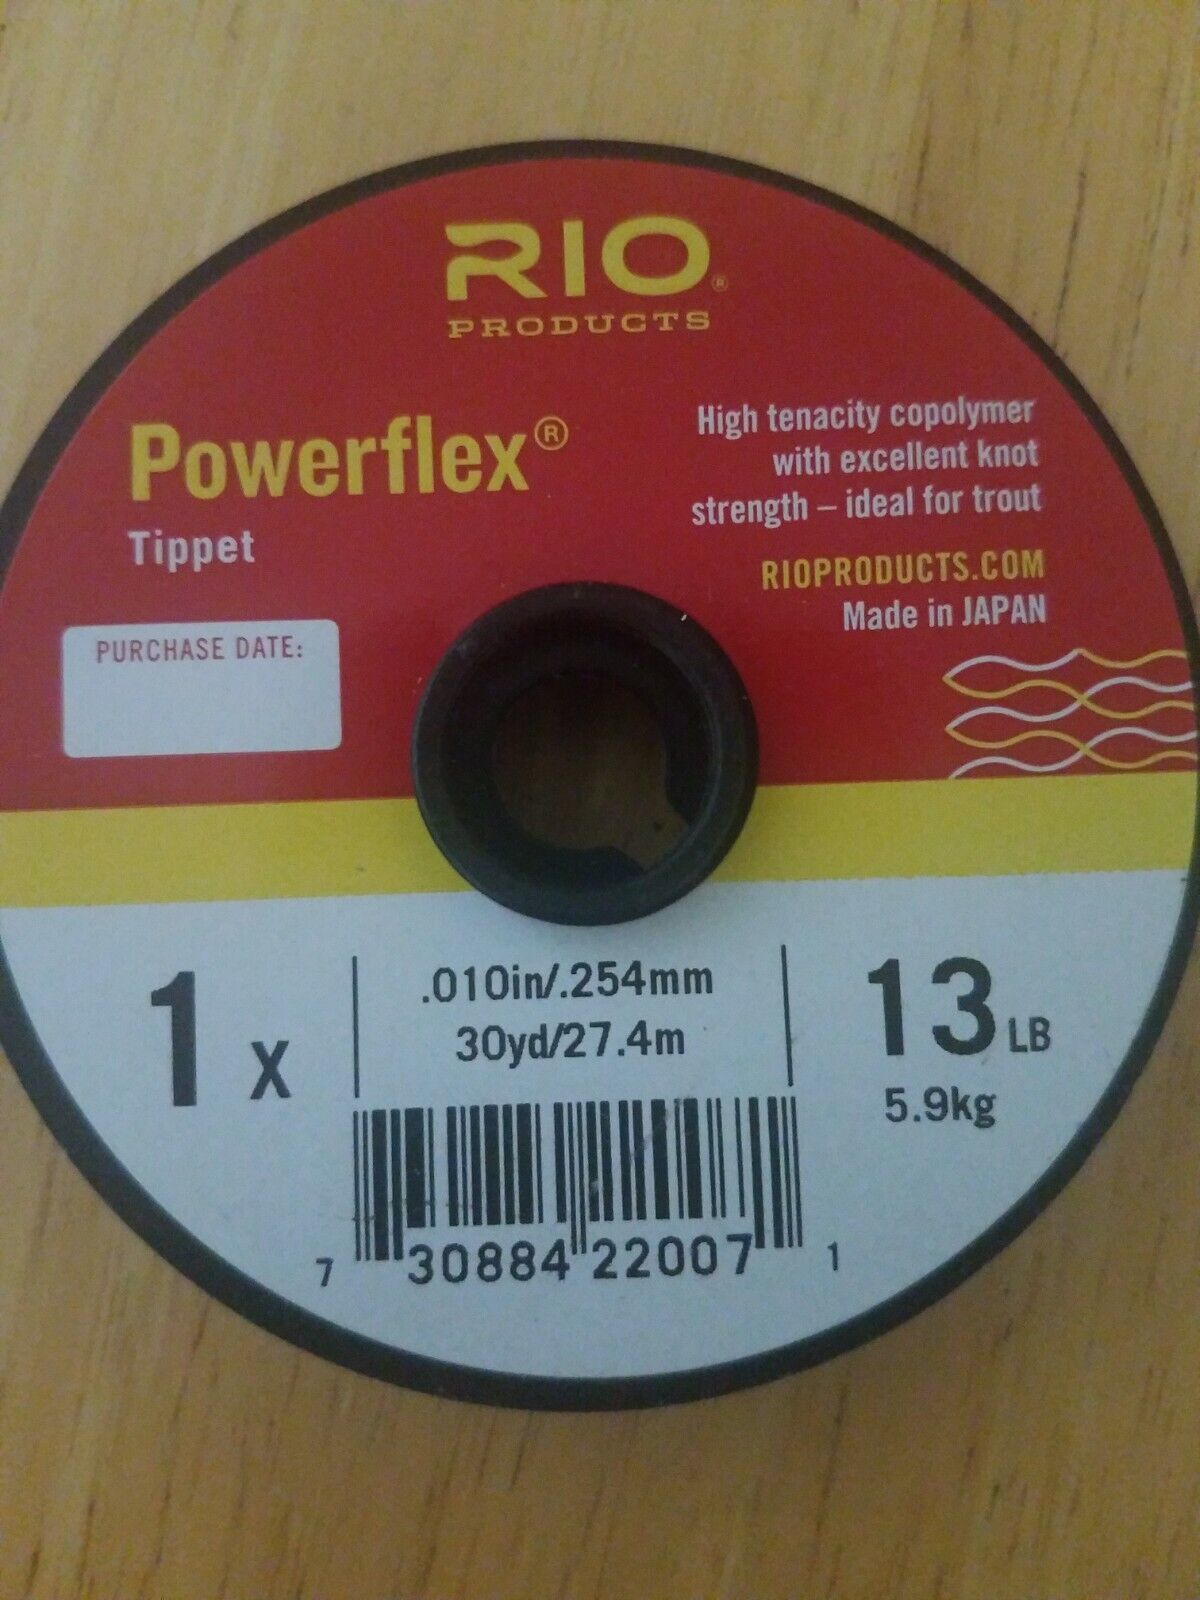 RIO®
PRODUCTS
Powerflex®
Tippet
High tenacity copolymer
with excellent knot
strength – ideal for trout
RIOPRODUCTS.COM
Made in JAPAN
PURCHASE DATE:
1 X
.010in/.254mm
30yd/27.4m
13 LB
5.9kg
7 30884 22007 1